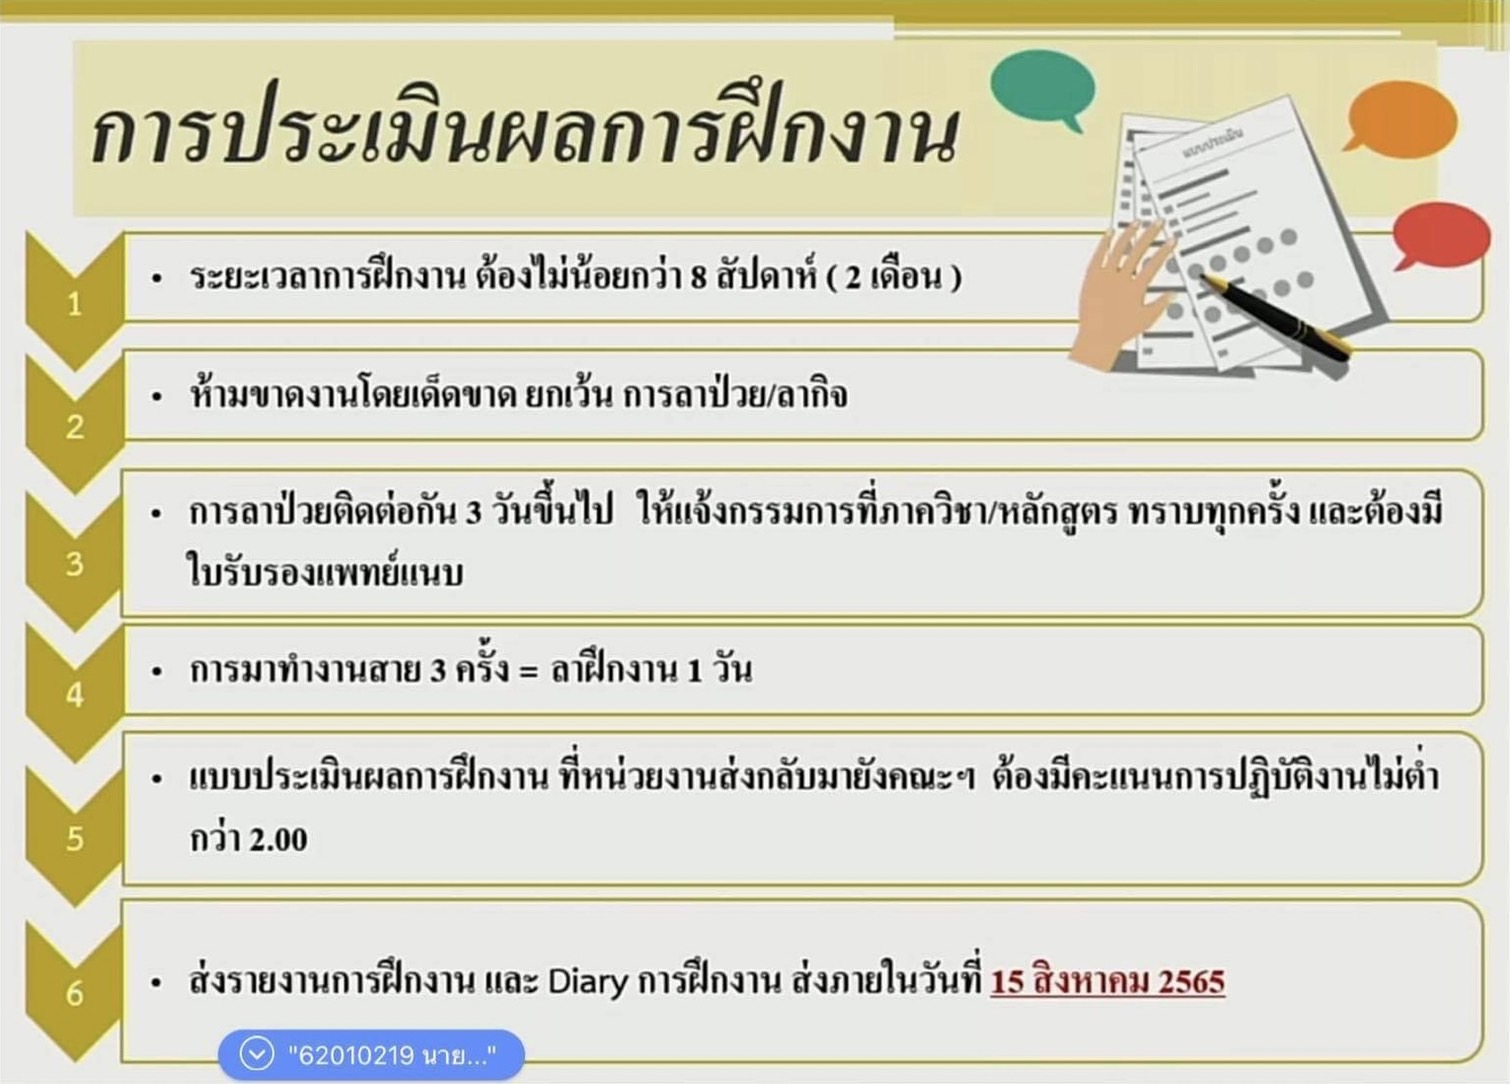 การประเมินผลการฝึกงาน
แบบประเมิน
1
• ระยะเวลาการฝึกงาน ต้องไม่น้อยกว่า 8 สัปดาห์ ( 2 เดือน )
2
• ห้ามขาดงานโดยเด็ดขาด ยกเว้น การลาป่วย/ลากิจ
3
• การลาป่วยติดต่อกัน 3 วันขึ้นไป ให้แจ้งกรรมการที่ภาควิชา/หลักสูตร ทราบทุกครั้ง และต้องมี
ใบรับรองแพทย์แนบ
4
• การมาทำงานสาย 3 ครั้ง = ลาฝึกงาน 1 วัน
5
• แบบประเมินผลการฝึกงาน ที่หน่วยงานส่งกลับมายังคณะฯ ต้องมีคะแนนการปฏิบัติงานไม่ต่ำ
กว่า 2.00
6
• ส่งรายงานการฝึกงาน และ Diary การฝึกงาน ส่งภายในวันที่ 15 สิงหาคม 2565
"62010219 นาย..."